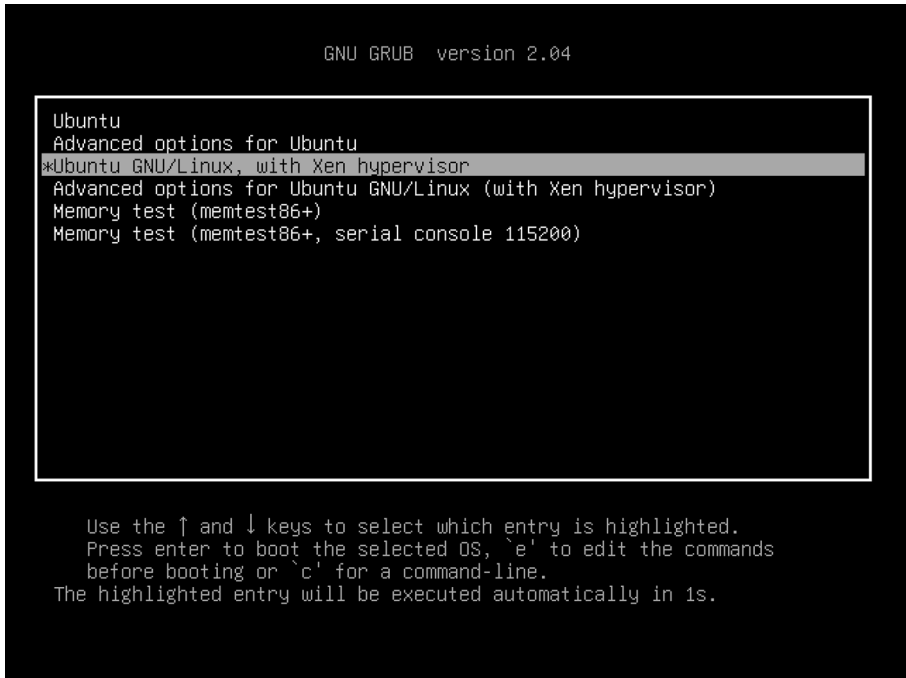 GNU GRUB  version 2.04
Ubuntu
Advanced options for Ubuntu
*Ubuntu GNU/Linux, with Xen hypervisor
Advanced options for Ubuntu GNU/Linux (with Xen hypervisor)
Memory test (memtest86+)
Memory test (memtest86+, serial console 115200)
Use the ↑ and ↓ keys to select which entry is highlighted.
Press enter to boot the selected OS, `e' to edit the commands
before booting or `c' for a command-line.
The highlighted entry will be executed automatically in 1s.